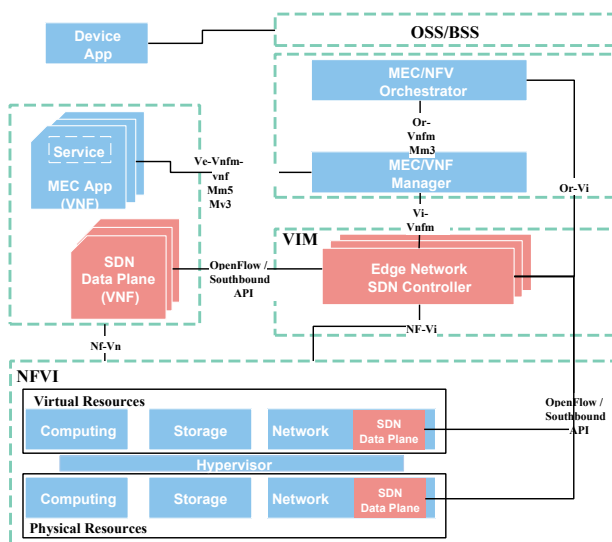 Device
App
OSS/BSS
MEC/NFV
Orchestrator
Or-
Vnfm
Mm3
Service
MEC App
(VNF)
Ve-Vnfm-
vnf
Mm5
Mv3
MEC/VNF
Manager
Or-Vi
Vi-
Vnfm
VIM
SDN
Data Plane
(VNF)
OpenFlow /
Southbound
API
Edge Network
SDN Controller
Nf-Vn
NF-Vi
NFVI
Virtual Resources
Computing
Storage
Network
SDN
Data Plane
OpenFlow /
Southbound
API
Hypervisor
Computing
Storage
Network
SDN
Data Plane
Physical Resources